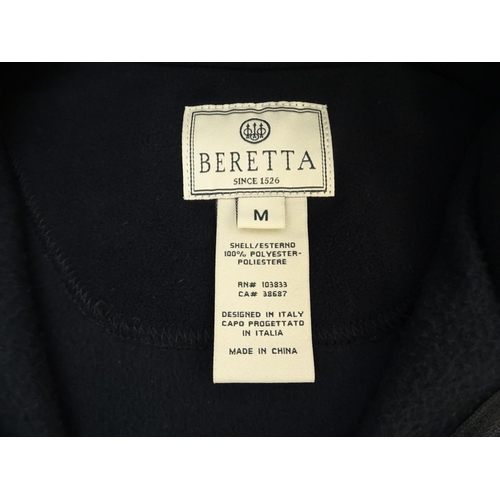 BERETTA
SINCE 1526
M
SHELL/ESTERNO
100% POLYESTER-
POLIESTERE
RN# 103833
CA# 38687
DESIGNED IN ITALY
CAPO PROGETTATO
IN ITALIA
MADE IN CHINA